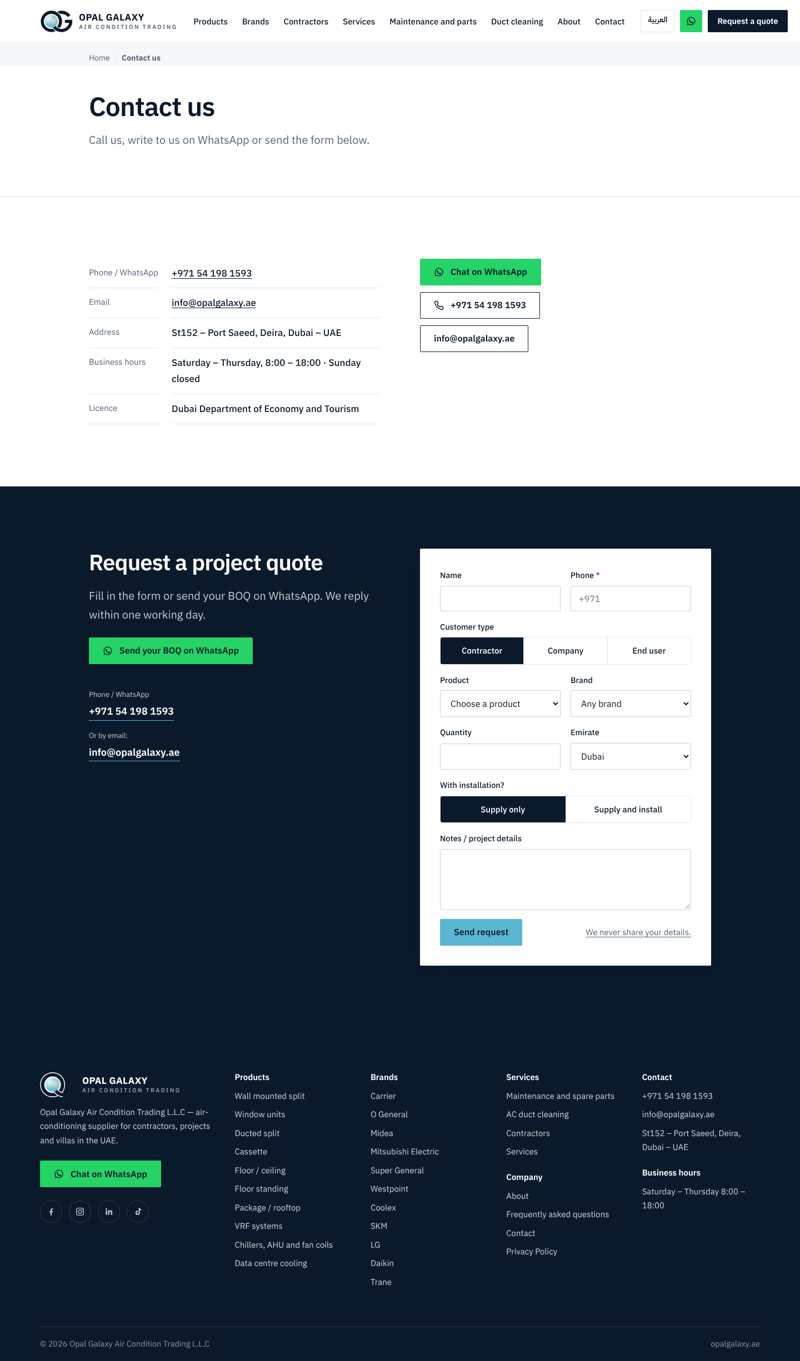 OPAL GALAXY
AIR CONDITION TRADING
Products
Brands
Contractors
Services
Maintenance and parts
Duct cleaning
About
Contact
العربية
Request a quote
Home
Contact us
Contact us
Call us, write to us on WhatsApp or send the form below.
Phone / WhatsApp
+971 54 198 1593
Email
info@opalgalaxy.ae
Address
St152 – Port Saeed, Deira, Dubai – UAE
Business hours
Saturday – Thursday, 8:00 – 18:00 · Sunday
closed
Licence
Dubai Department of Economy and Tourism
Chat on WhatsApp
+971 54 198 1593
info@opalgalaxy.ae
Request a project quote
Fill in the form or send your BOQ on WhatsApp. We reply
within one working day.
Send your BOQ on WhatsApp
Phone / WhatsApp
+971 54 198 1593
Or by email:
info@opalgalaxy.ae
Name
Phone *
+971
Customer type
Contractor
Company
End user
Product
Brand
Choose a product
Any brand
Quantity
Emirate
Dubai
With installation?
Supply only
Supply and install
Notes / project details
Send request
We never share your details.
OPAL GALAXY
AIR CONDITION TRADING
Opal Galaxy Air Condition Trading L.L.C — air-
conditioning supplier for contractors, projects
and villas in the UAE.
Chat on WhatsApp
Products
Wall mounted split
Window units
Ducted split
Cassette
Floor / ceiling
Floor standing
Package / rooftop
VRF systems
Chillers, AHU and fan coils
Data centre cooling
Brands
Carrier
O General
Midea
Mitsubishi Electric
Super General
Westpoint
Coolex
SKM
LG
Daikin
Trane
Services
Maintenance and spare parts
AC duct cleaning
Contractors
Services
Company
About
Frequently asked questions
Contact
Privacy Policy
Contact
+971 54 198 1593
info@opalgalaxy.ae
St152 – Port Saeed, Deira,
Dubai – UAE
Business hours
Saturday – Thursday 8:00 –
18:00
© 2026 Opal Galaxy Air Condition Trading L.L.C
opalgalaxy.ae